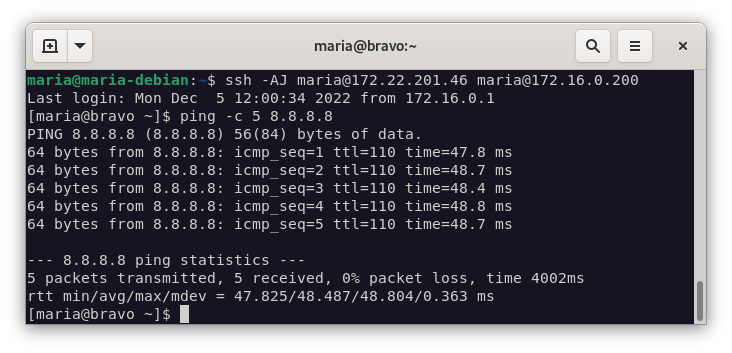 maria@bravo:~
maria@maria-debian:~$ ssh -AJ maria@172.22.201.46 maria@172.16.0.200
Last login: Mon Dec  5 12:00:34 2022 from 172.16.0.1
[maria@bravo ~]$ ping -c 5 8.8.8.8
PING 8.8.8.8 (8.8.8.8) 56(84) bytes of data.
64 bytes from 8.8.8.8: icmp_seq=1 ttl=110 time=47.8 ms
64 bytes from 8.8.8.8: icmp_seq=2 ttl=110 time=48.7 ms
64 bytes from 8.8.8.8: icmp_seq=3 ttl=110 time=48.4 ms
64 bytes from 8.8.8.8: icmp_seq=4 ttl=110 time=48.8 ms
64 bytes from 8.8.8.8: icmp_seq=5 ttl=110 time=48.7 ms
--- 8.8.8.8 ping statistics ---
5 packets transmitted, 5 received, 0% packet loss, time 4002ms
rtt min/avg/max/mdev = 47.825/48.487/48.804/0.363 ms
[maria@bravo ~]$